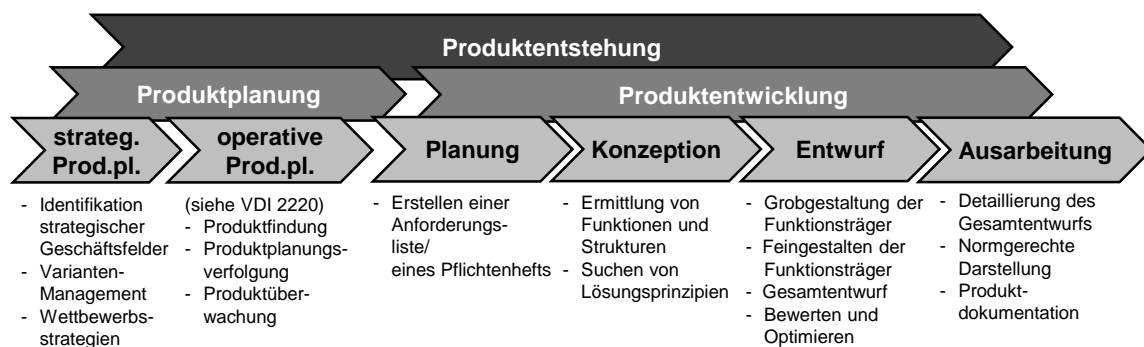 Produktentstehung
Produktplanung
Produktentwicklung
strateg.
Prod.pl.
operative
Prod.pl.
Planung
Konzeption
Entwurf
Ausarbeitung
- Identifikation
strategischer
Geschäftsfelder
- Varianten-
Management
- Wettbewerbs-
strategien
(siehe VDI 2220)
- Produktfindung
- Produktplanungs-
verfolgung
- Produktüber-
wachung
- Erstellen einer
Anforderungs-
liste/
eines Pflichtenhefts
- Ermittlung von
Funktionen und
Strukturen
- Suchen von
Lösungsprinzipien
- Grobgestaltung der
Funktionsträger
- Feingestalten der
Funktionsträger
- Gesamtentwurf
- Bewerten und
Optimieren
- Detaillierung des
Gesamtentwurfs
- Normgerechte
Darstellung
- Produkt-
dokumentation